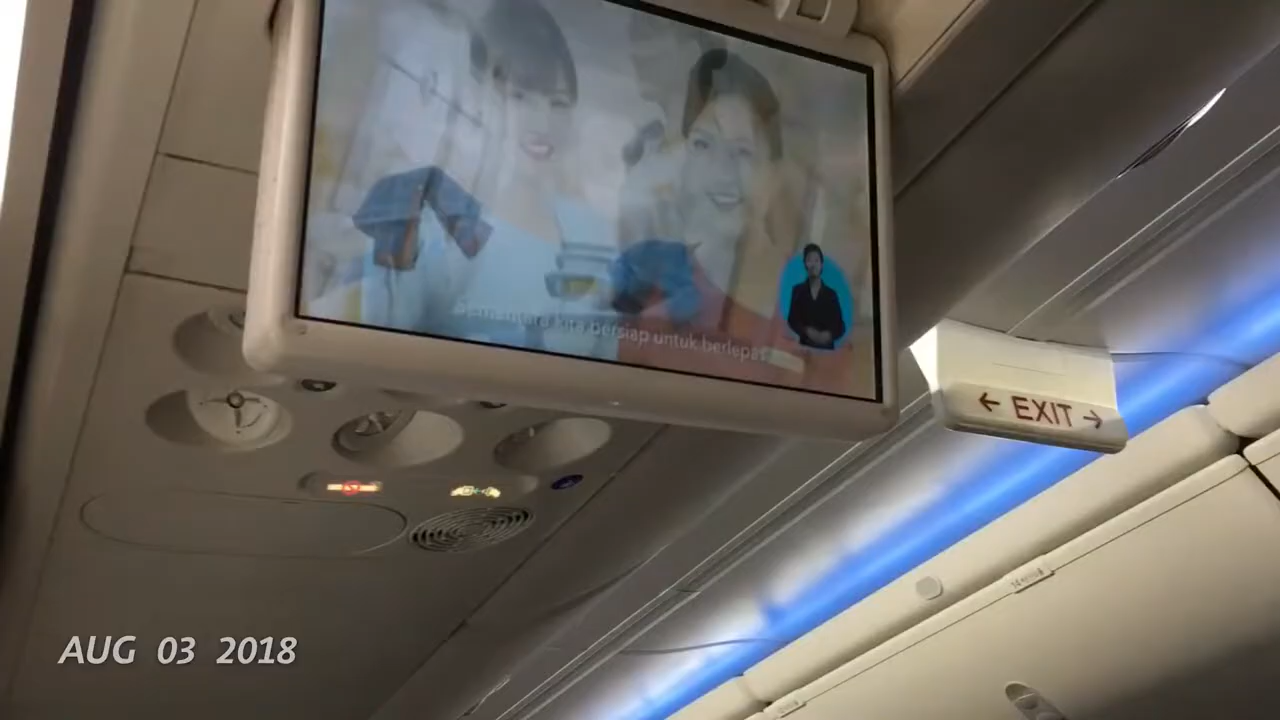 Sementara kita bersiap untuk berlepas
← EXIT →
AUG 03 2018